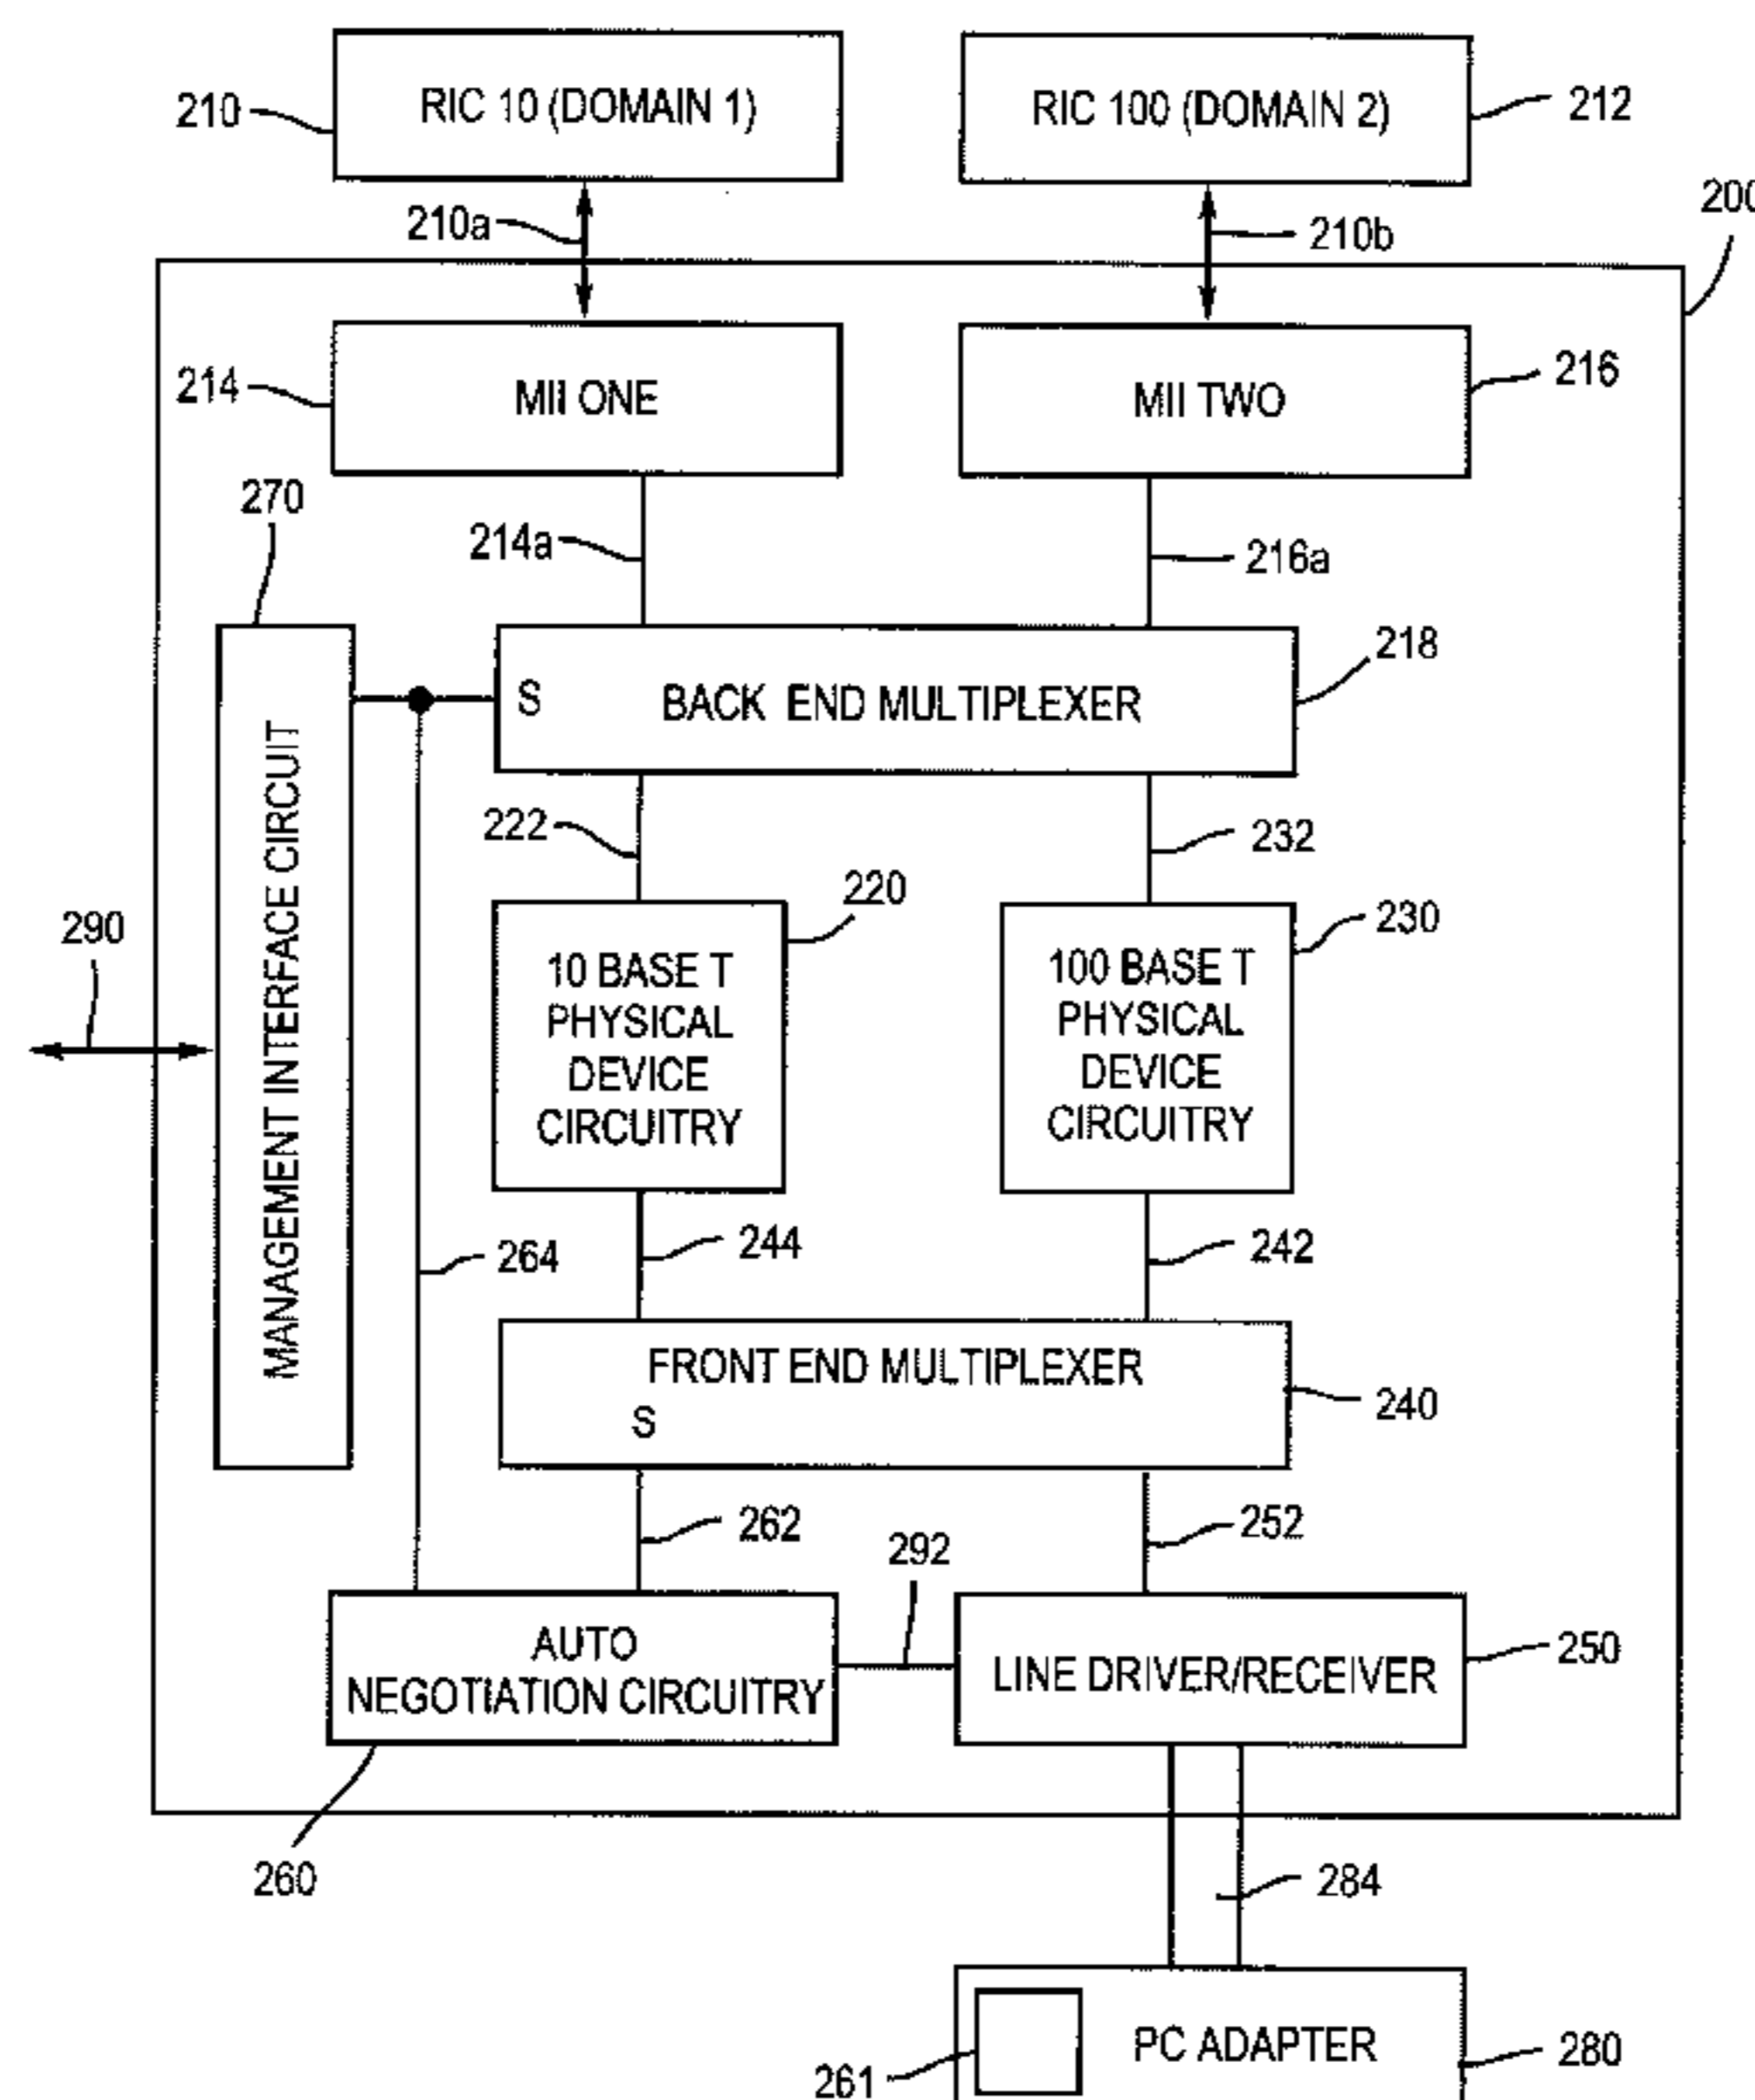 RIC 10 (DOMAIN 1)
RIC 100 (DOMAIN 2)
210
212
210a
210b
200
MII ONE
MII TWO
214
216
270
214a
216a
S
BACK END MULTIPLEXER
218
MANAGEMENT INTERFACE CIRCUIT
222
232
220
230
290
10 BASE T
PHYSICAL
DEVICE
CIRCUITRY
100 BASE T
PHYSICAL
DEVICE
CIRCUITRY
264
244
242
FRONT END MULTIPLEXER
S
240
262
252
292
AUTO
NEGOTIATION CIRCUITRY
LINE DRIVER/RECEIVER
250
260
284
PC ADAPTER
280
261